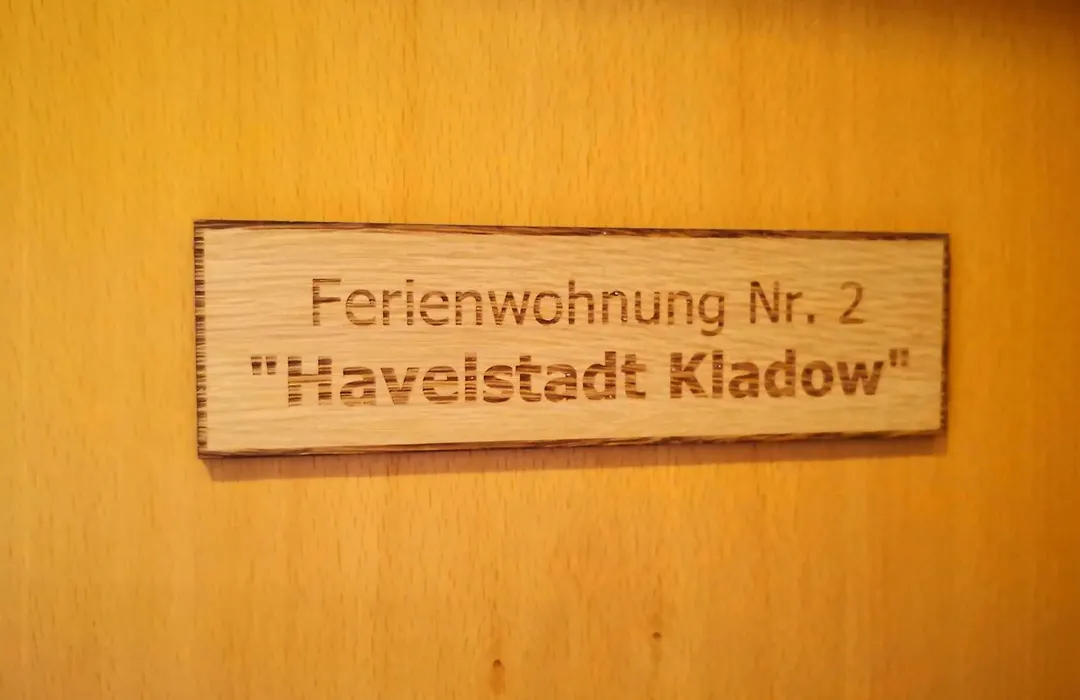 Ferienwohnung Nr. 2
"Havelstadt Kladow"